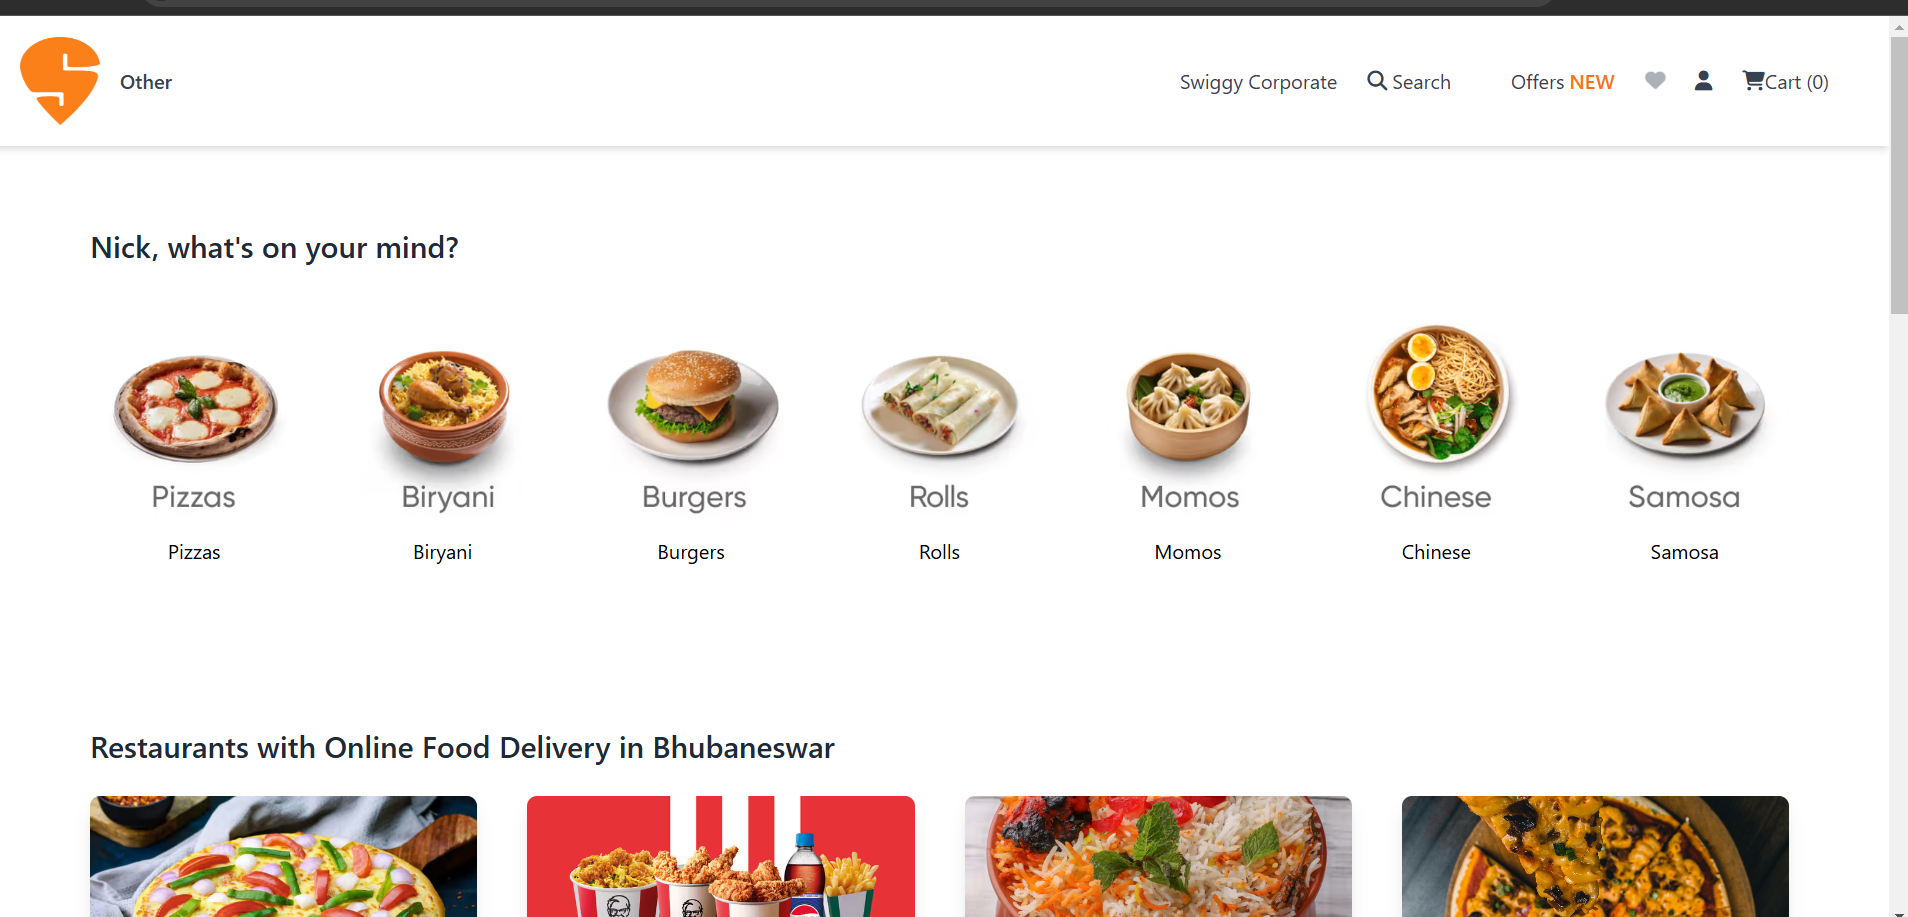 Other
Swiggy Corporate Search Offers NEW Cart (0)
Nick, what's on your mind?
Pizzas Biryani Burgers Rolls Momos Chinese Samosa
Pizzas Biryani Burgers Rolls Momos Chinese Samosa
Restaurants with Online Food Delivery in Bhubaneswar